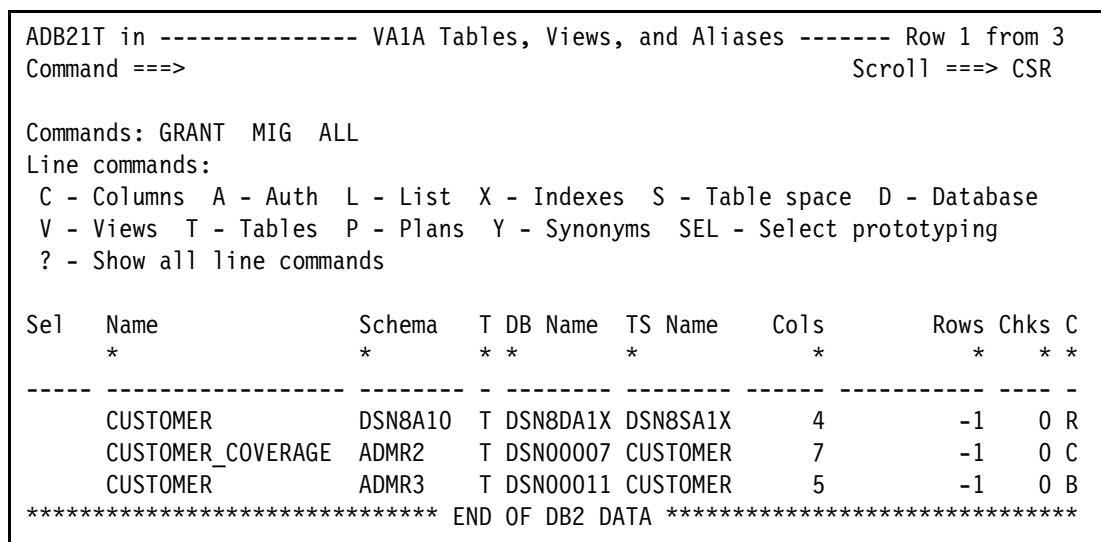 ADB21T in --------------- VA1A Tables, Views, and Aliases ------- Row 1 from 3
Command ===>                                                  Scroll ===> CSR
Commands: GRANT  MIG  ALL
Line commands:
 C - Columns  A - Auth  L - List  X - Indexes  S - Table space  D - Database
 V - Views  T - Tables  P - Plans  Y - Synonyms  SEL - Select prototyping
 ? - Show all line commands
Sel   Name               Schema   T DB Name  TS Name    Cols        Rows Chks C
      *                  *        * *        *             *           *    * *
----- ------------------ -------- - -------- -------- ------ ----------- ---- -
      CUSTOMER           DSN8A10  T DSN8DA1X DSN8SA1X      4          -1    0 R
      CUSTOMER_COVERAGE  ADMR2    T DSN00007 CUSTOMER      7          -1    0 C
      CUSTOMER           ADMR3    T DSN00011 CUSTOMER      5          -1    0 B
******************************* END OF DB2 DATA *******************************